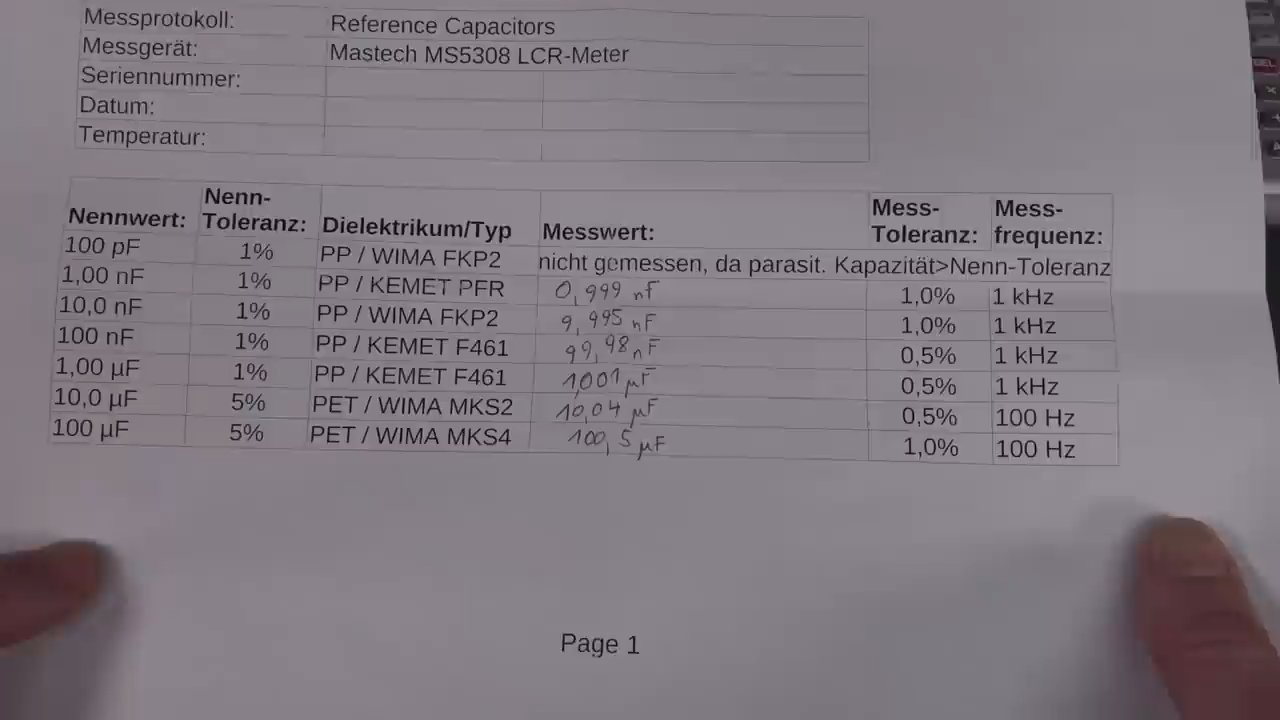 Messprotokoll: Reference Capacitors
Messgerät: Mastech MS5308 LCR-Meter
Seriennummer:
Datum:
Temperatur:
Nennwert: Nenn-Toleranz: Dielektrikum/Typ Messwert: Mess-Toleranz: Mess-frequenz:
100 pF 1% PP / WIMA FKP2 nicht gemessen, da parasit. Kapazität>Nenn-Toleranz
1,00 nF 1% PP / KEMET PFR 0,999 nF 1,0% 1 kHz
10,0 nF 1% PP / WIMA FKP2 9,995 nF 1,0% 1 kHz
100 nF 1% PP / KEMET F461 99,98 nF 0,5% 1 kHz
1,00 µF 1% PP / KEMET F461 1,001 µF 0,5% 1 kHz
10,0 µF 5% PET / WIMA MKS2 10,04 µF 0,5% 100 Hz
100 µF 5% PET / WIMA MKS4 100,5 µF 1,0% 100 Hz
Page 1